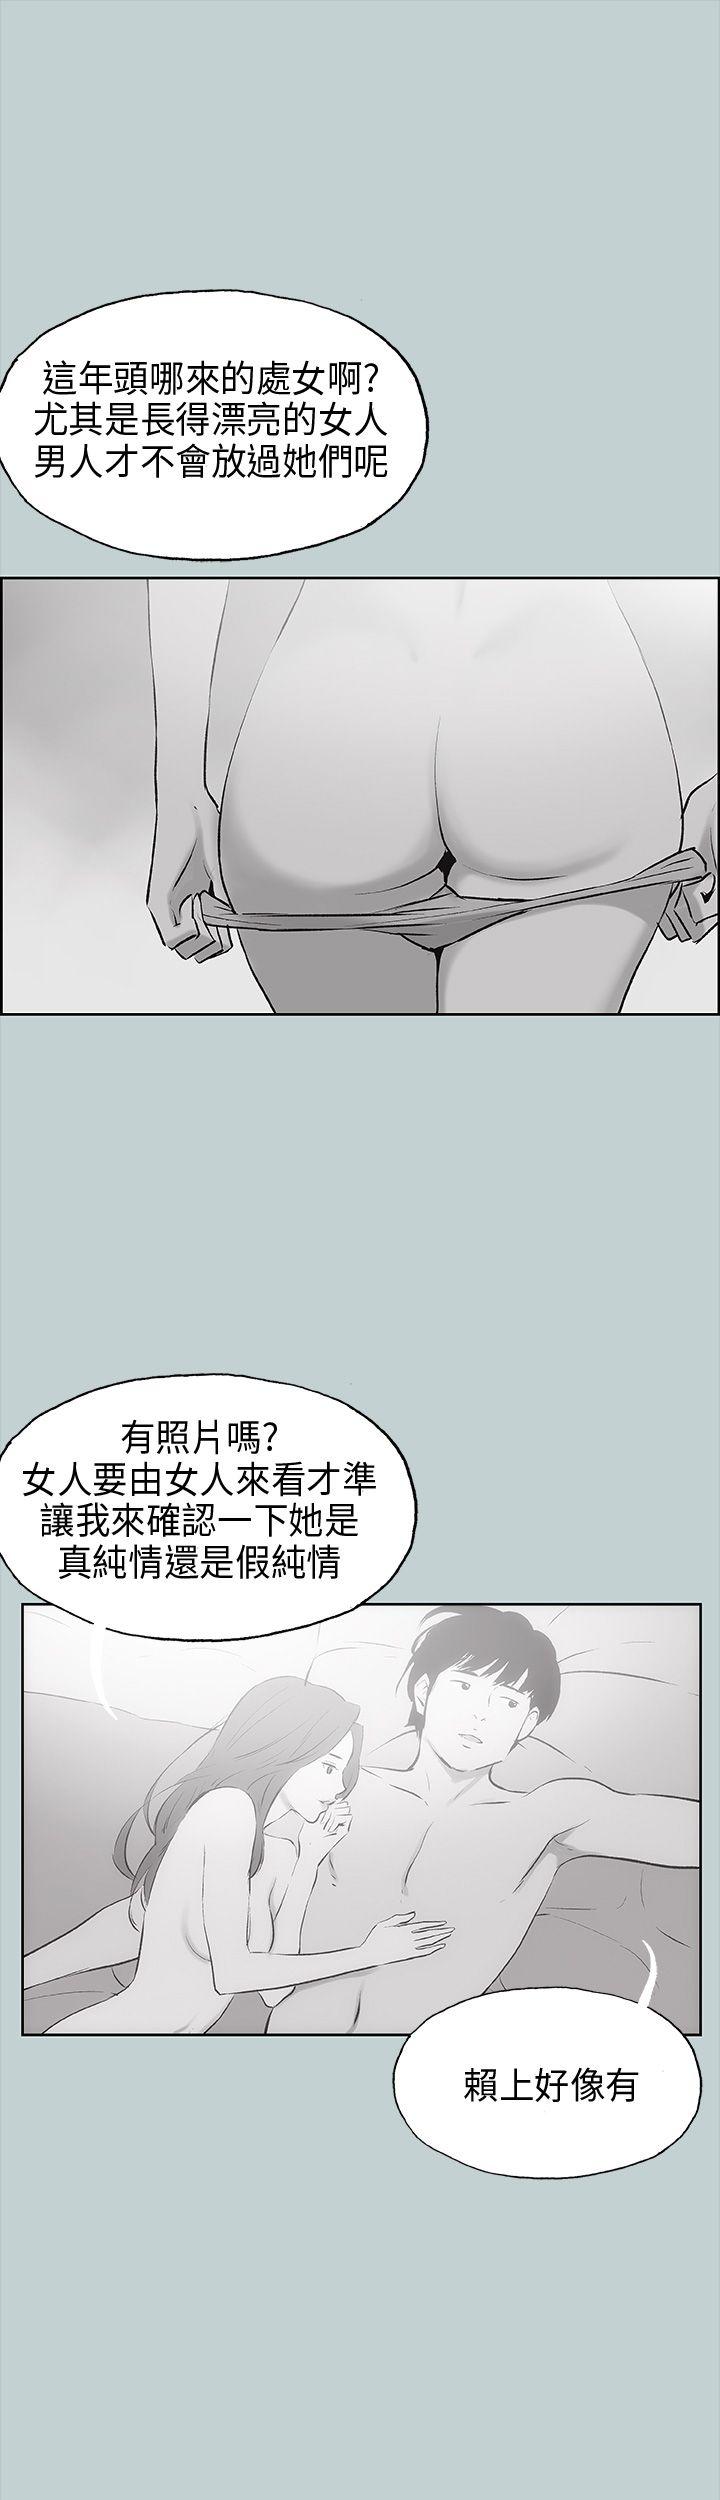 這年頭哪來的處女啊?
尤其是長得漂亮的女人
男人才不會放過她們呢
有照片嗎?
女人要由女人來看才準
讓我來確認一下她是
真純情還是假純情
賴上好像有